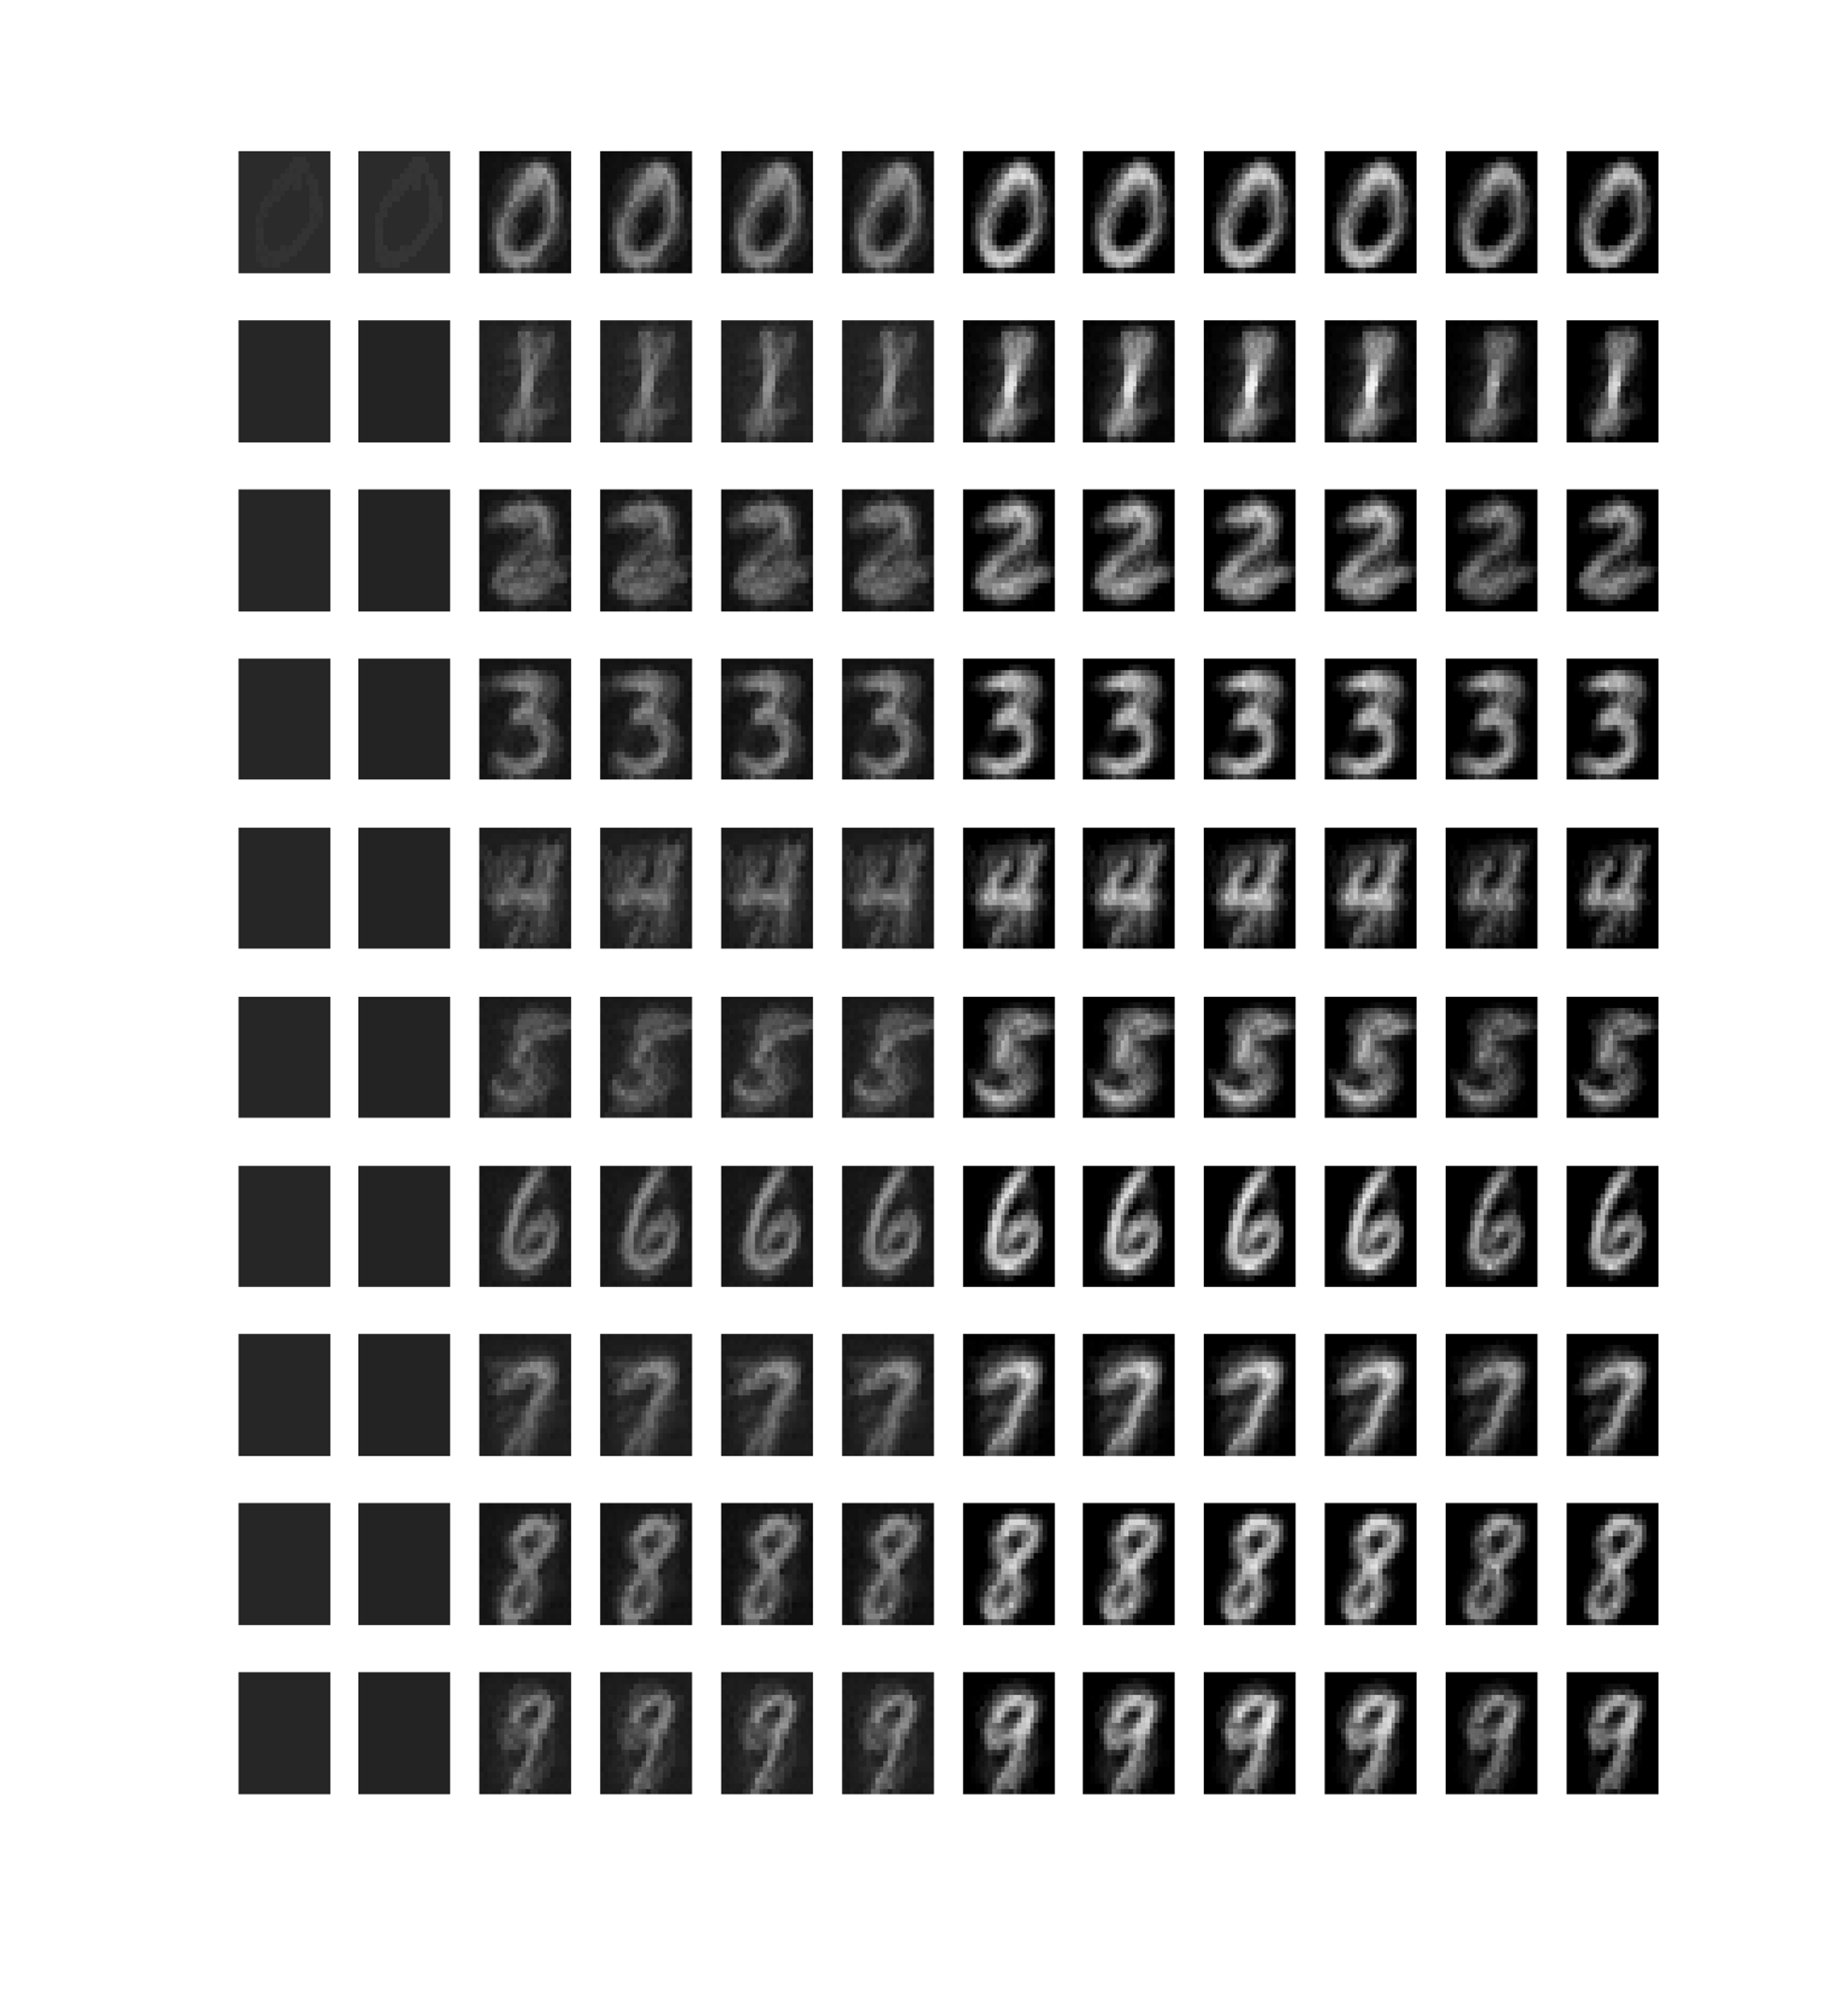 0 0 0 0 0 0 0 0 0 0 0 0
1 1 1 1 1 1 1 1 1 1
2 2 2 2 2 2 2 2 2 2
3 3 3 3 3 3 3 3 3 3
4 4 4 4 4 4 4 4 4 4
5 5 5 5 5 5 5 5 5 5
6 6 6 6 6 6 6 6 6 6
7 7 7 7 7 7 7 7 7 7
8 8 8 8 8 8 8 8 8 8
9 9 9 9 9 9 9 9 9 9